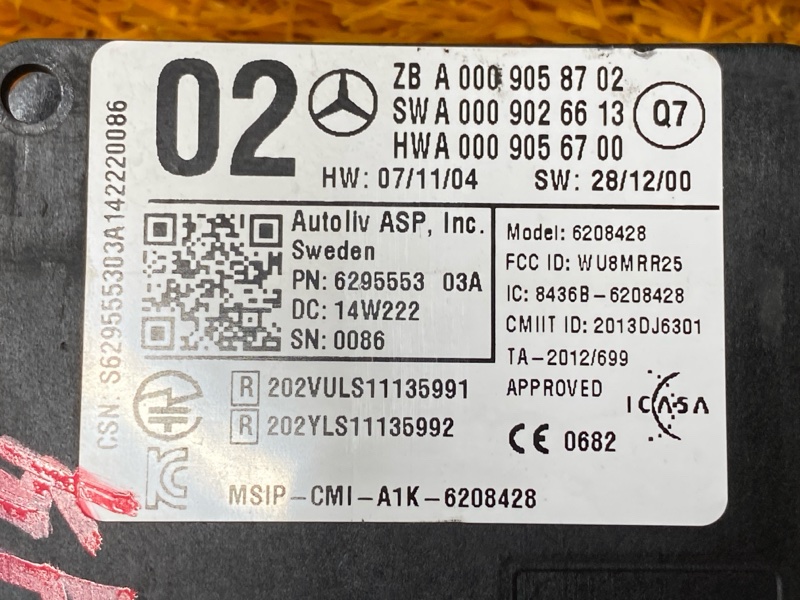 02
ZB A 000 905 87 02
SW A 000 902 66 13
HW A 000 905 67 00
Q7
HW: 07/11/04 SW: 28/12/00
Autoliv ASP, Inc.
Sweden
PN: 6295553 03A
DC: 14W222
SN: 0086
Model: 6208428
FCC ID: WU8MRR25
IC: 8436B-6208428
CMIIT ID: 2013DJ6301
TA-2012/699
APPROVED
ICASA
CE 0682
R 202VULS11135991
R 202YLS11135992
MSIP-CMI-A1K-6208428
CSN: S629555303A142220086